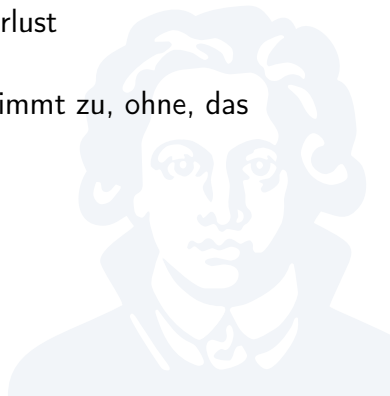 rlust
immt zu, ohne, das